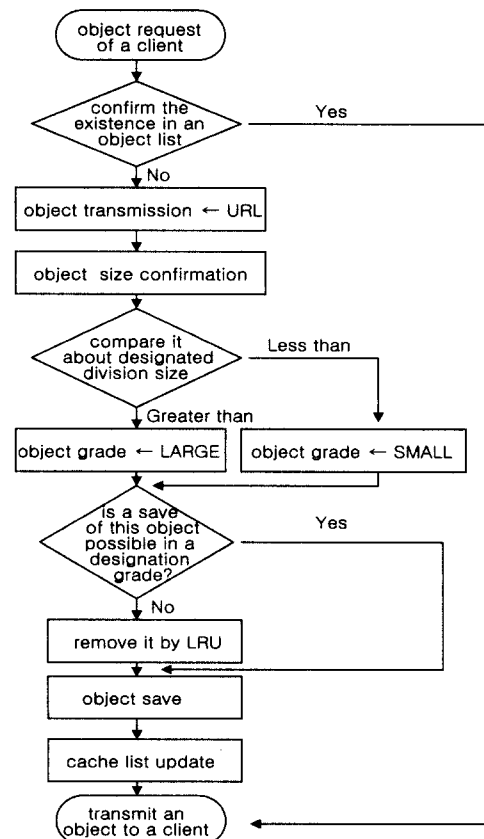 object request
of a client
confirm the
existence in an
object list
Yes
No
object transmission ← URL
object size confirmation
compare it
about designated
division size
Less than
Greater than
object grade ← LARGE
object grade ← SMALL
is a save
of this object
possible in a
designation
grade?
Yes
No
remove it by LRU
object save
cache list update
transmit an
object to a client